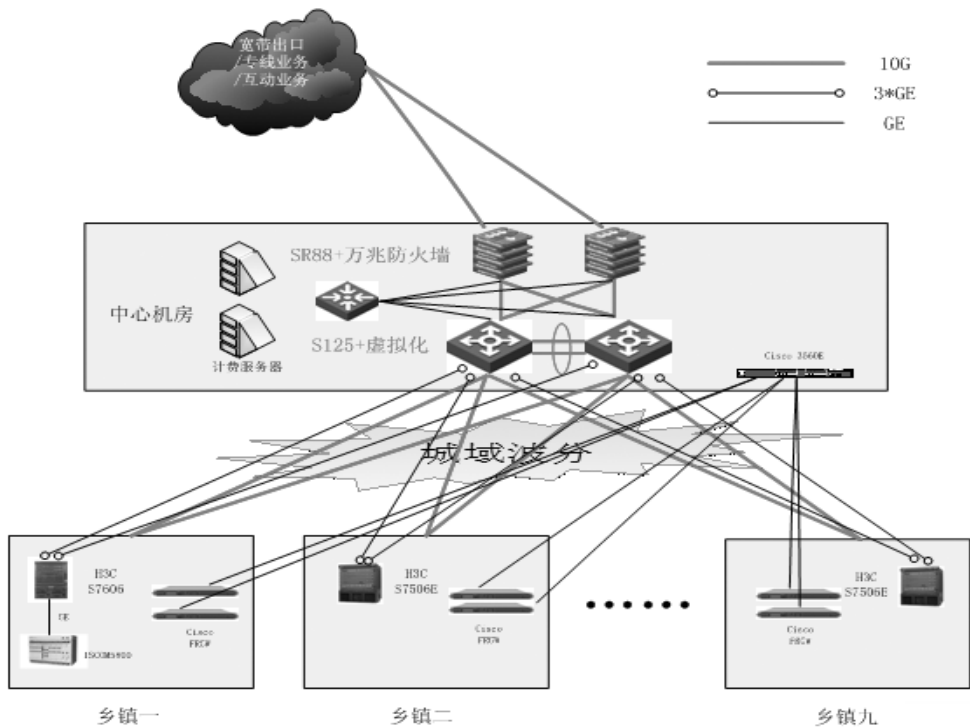 宽带出口
/专线业务
/互动业务
10G
3*GE
GE
SR88+万兆防火墙
中心机房
S125+虚拟化
计费服务器
Cisco 3560E
城域波分
H3C
S7606
GE
Cisco
H3C
S7506E
Cisco
H3C
S7506E
Cisco
乡镇一
乡镇二
乡镇九